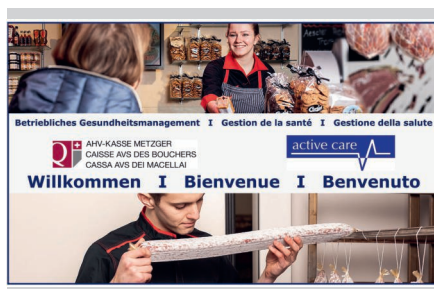 Betriebliches Gesundheitsmanagement I Gestion de la santé I Gestione della salute
AHV-KASSE METZGER
CAISSE AVS DES BOUCHERS
CASSA AVS DEI MACELLAI
active care
Willkommen I Bienvenue I Benvenuto